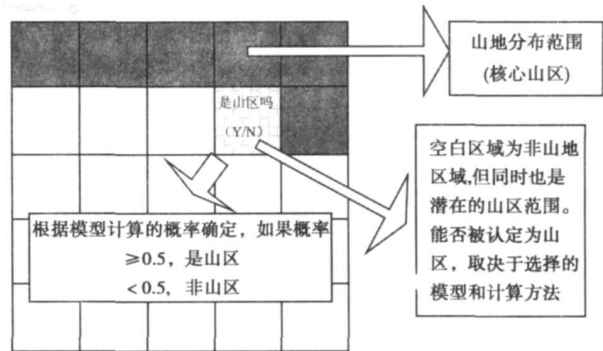 山地分布范围
(核心山区)
是山区吗
（Y/N）
空白区域为非山地
区域,但同时也是
潜在的山区范围。
能否被认定为山
区，取决于选择的
模型和计算方法
根据模型计算的概率确定，如果概率
≥0.5，是山区
<0.5，非山区